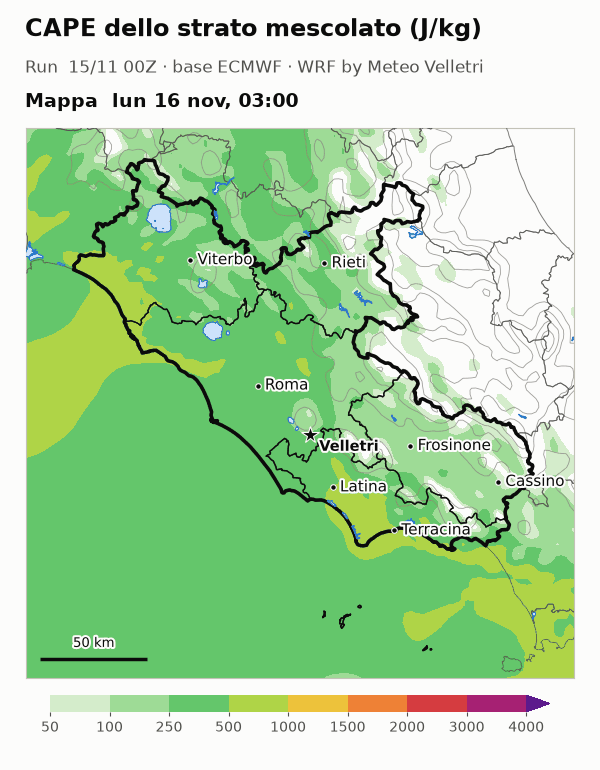 CAPE dello strato mescolato (J/kg)
Run  15/11 00Z · base ECMWF · WRF by Meteo Velletri
Mappa  lun 16 nov, 03:00
Viterbo
Rieti
Roma
Velletri
Frosinone
Latina
Cassino
Terracina
50 km
50 100 250 500 1000 1500 2000 3000 4000